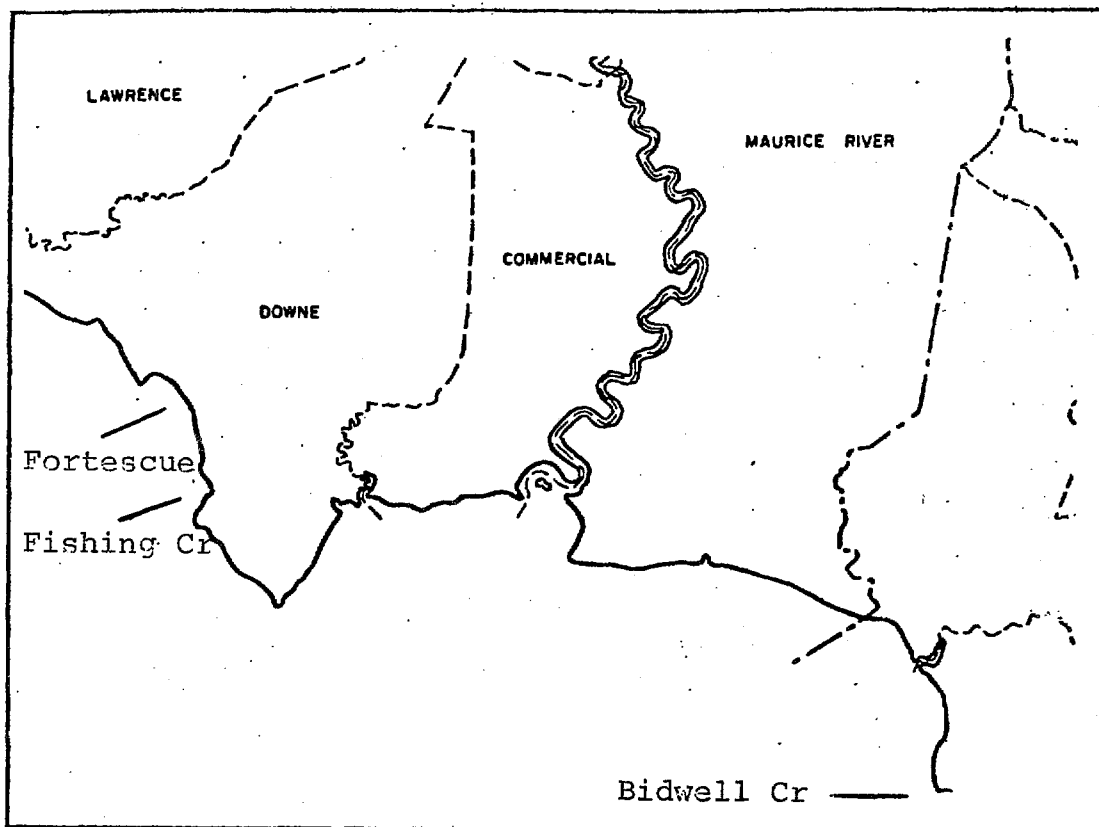 LAWRENCE
MAURICE RIVER
COMMERCIAL
DOWNE
Fortescue
Fishing Cr
Bidwell Cr